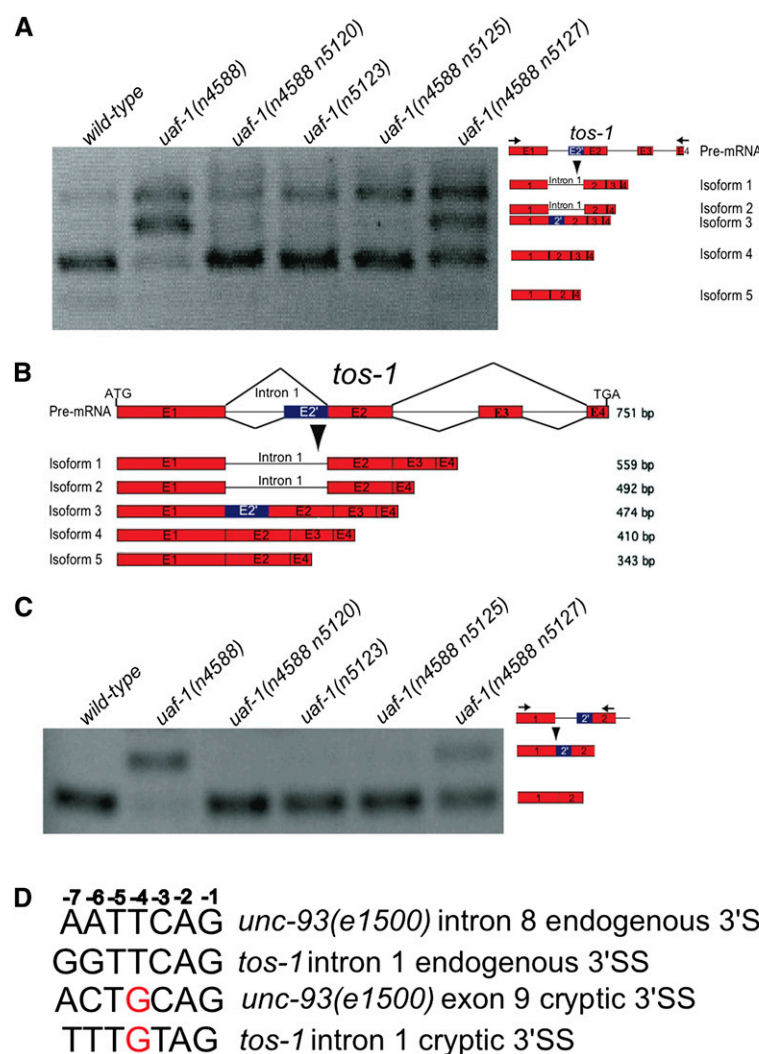 A
wild-type
uaf-1(n4588)
uaf-1(n4588 n5120)
uaf-1(n5123)
uaf-1(n4588 n5125)
uaf-1(n4588 n5127)
tos-1
E1 E2' E2 E3 E4 Pre-mRNA
1 Intron 1 2 3 4 Isoform 1
1 Intron 1 2 4 Isoform 2
1 2' 2 3 4 Isoform 3
1 2 3 4 Isoform 4
1 2 4 Isoform 5
B
tos-1
ATG Intron 1 TGA
Pre-mRNA E1 E2' E2 E3 E4 751 bp
Isoform 1 E1 Intron 1 E2 E3 E4 559 bp
Isoform 2 E1 Intron 1 E2 E4 492 bp
Isoform 3 E1 E2' E2 E3 E4 474 bp
Isoform 4 E1 E2 E3 E4 410 bp
Isoform 5 E1 E2 E4 343 bp
C
wild-type
uaf-1(n4588)
uaf-1(n4588 n5120)
uaf-1(n5123)
uaf-1(n4588 n5125)
uaf-1(n4588 n5127)
1 2' 2
1 2' 2
1 2
D
-7 -6 -5 -4 -3 -2 -1
AATTCAG unc-93(e1500) intron 8 endogenous 3'S
GGTTCAG tos-1 intron 1 endogenous 3'SS
ACTGCAG unc-93(e1500) exon 9 cryptic 3'SS
TTTGTAG tos-1 intron 1 cryptic 3'SS